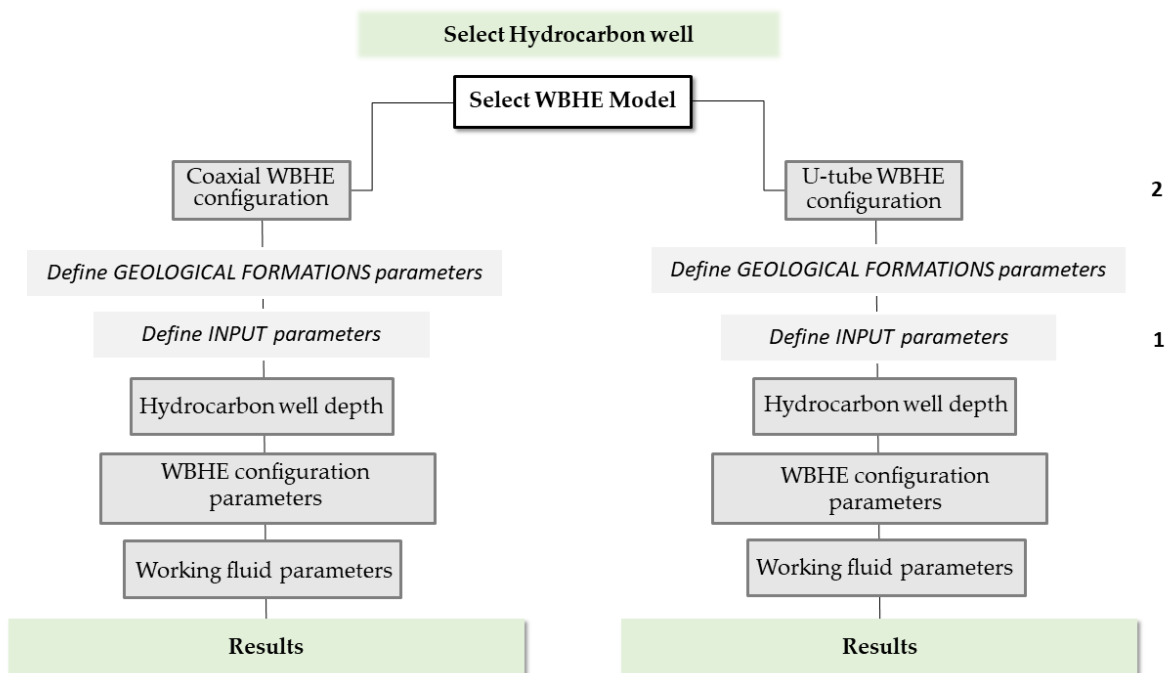 Select Hydrocarbon well
Select WBHE Model
Coaxial WBHE
configuration
U-tube WBHE
configuration
2
Define GEOLOGICAL FORMATIONS parameters
Define GEOLOGICAL FORMATIONS parameters
Define INPUT parameters
Define INPUT parameters
1
Hydrocarbon well depth
Hydrocarbon well depth
WBHE configuration
parameters
WBHE configuration
parameters
Working fluid parameters
Working fluid parameters
Results
Results